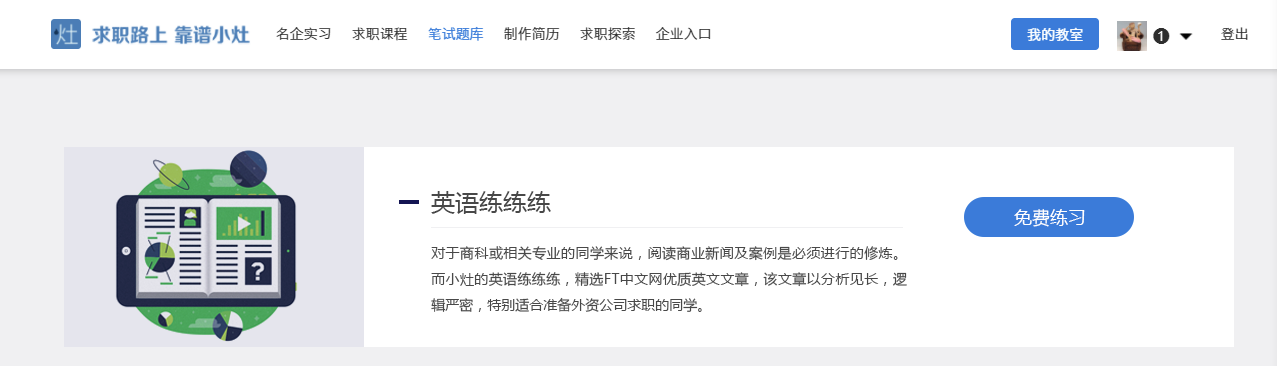 灶 求职路上 靠谱小灶 名企实习 求职课程 笔试题库 制作简历 求职探索 企业入口 我的教室 1 登出
英语练练练
免费练习
对于商科或相关专业的同学来说，阅读商业新闻及案例是必须进行的修炼。
而小灶的英语练练练，精选FT中文网优质英文文章，该文章以分析见长，逻
辑严密，特别适合准备外资公司求职的同学。
?